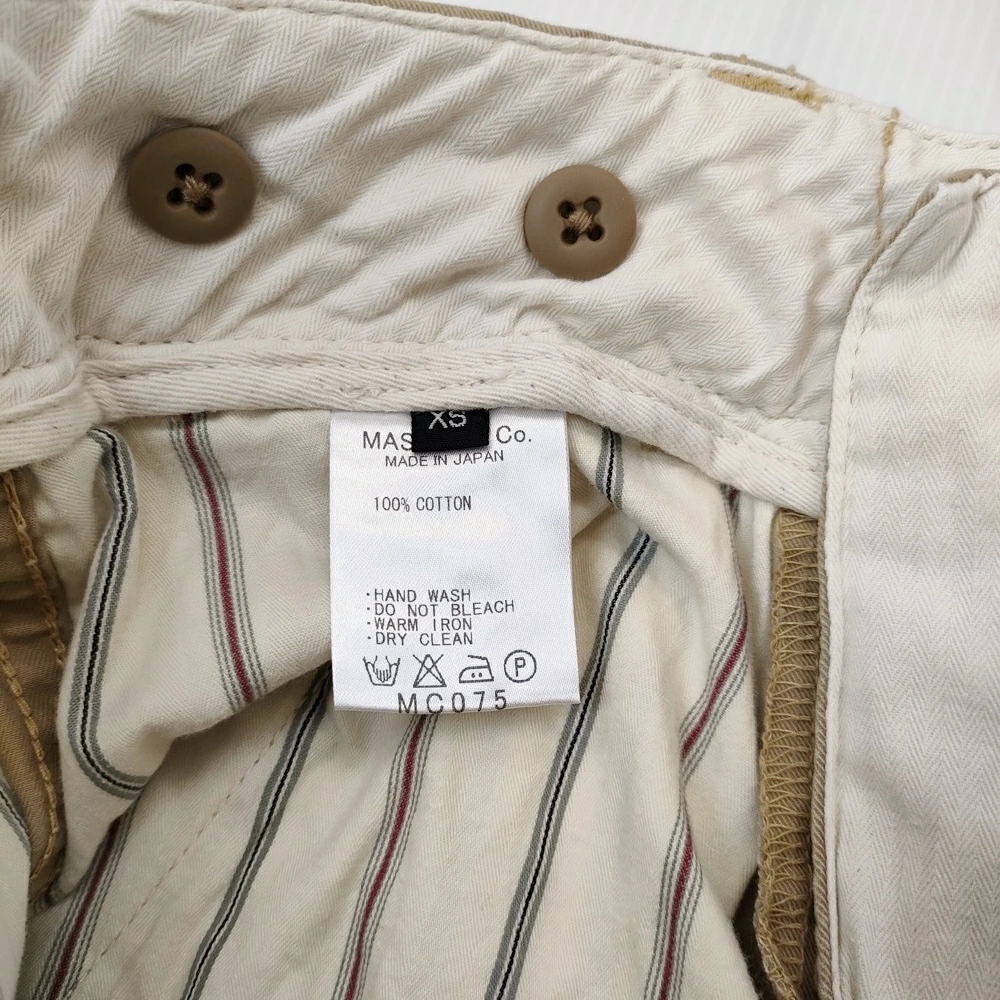 XS
MAS Co.
MADE IN JAPAN
100% COTTON
·HAND WASH
·DO NOT BLEACH
·WARM IRON
·DRY CLEAN
P
MC075